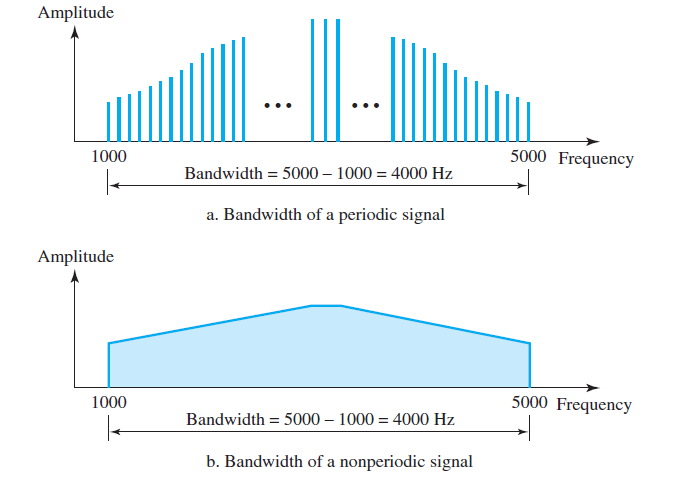 Amplitude
... ...
1000 5000 Frequency
Bandwidth = 5000 – 1000 = 4000 Hz
a. Bandwidth of a periodic signal
Amplitude
1000 5000 Frequency
Bandwidth = 5000 – 1000 = 4000 Hz
b. Bandwidth of a nonperiodic signal